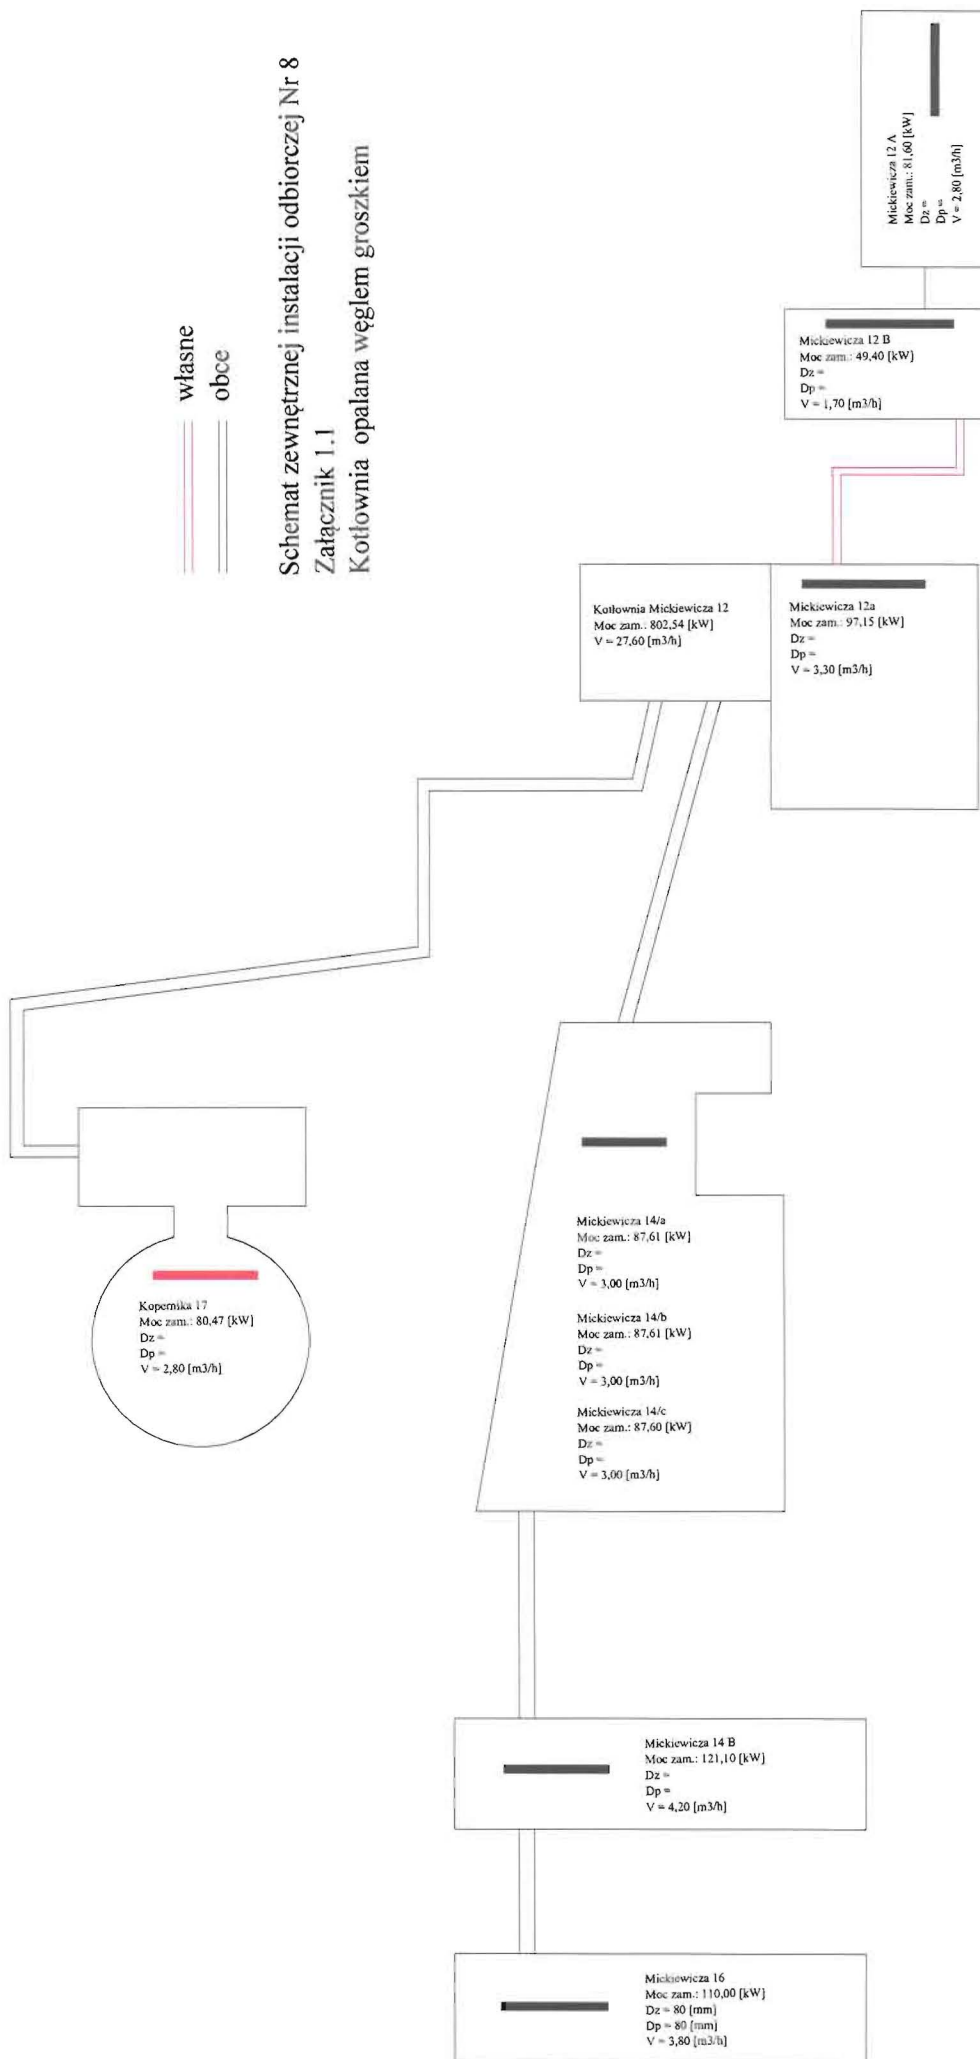 własne
obce
Schemat zewnętrznej instalacji odbiorczej Nr 8
Załącznik 1.1
Kotłownia opalana węglem groszkiem
Mickiewicza 12 A
Moc zam.: 81,60 [kW]
Dz =
Dp =
V = 2,80 [m3/h]
Mickiewicza 12 B
Moc zam.: 49,40 [kW]
Dz =
Dp =
V = 1,70 [m3/h]
Kotłownia Mickiewicza 12
Moc zam.: 802,54 [kW]
V = 27,60 [m3/h]
Mickiewicza 12a
Moc zam.: 97,15 [kW]
Dz =
Dp =
V = 3,30 [m3/h]
Kopernika 17
Moc zam.: 80,47 [kW]
Dz =
Dp =
V = 2,80 [m3/h]
Mickiewicza 14/a
Moc zam.: 87,61 [kW]
Dz =
Dp =
V = 3,00 [m3/h]
Mickiewicza 14/b
Moc zam.: 87,61 [kW]
Dz =
Dp =
V = 3,00 [m3/h]
Mickiewicza 14/c
Moc zam.: 87,60 [kW]
Dz =
Dp =
V = 3,00 [m3/h]
Mickiewicza 14 B
Moc zam.: 121,10 [kW]
Dz =
Dp =
V = 4,20 [m3/h]
Mickiewicza 16
Moc zam.: 110,00 [kW]
Dz = 80 [mm]
Dp = 80 [mm]
V = 3,80 [m3/h]